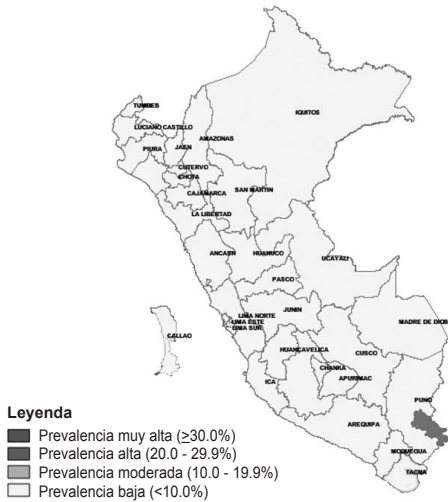 TUMBES
LUCIANO CASTILLO
IQUITOS
PIURA
JAEN
AMAZONAS
CUTERVO
CHOTA
CAJAMARCA
SAN MARTIN
LA LIBERTAD
ANCASH
HUANUCO
UCAYALI
PASCO
LIMA NORTE
LIMA ESTE
LIMA SUR
JUNIN
CALLAO
MADRE DE DIOS
HUANCAVELICA
CUSCO
CHANKA
APURIMAC
ICA
PUNO
AREQUIPA
MOQUEGUA
TACNA
Leyenda
Prevalencia muy alta (≥30.0%)
Prevalencia alta (20.0 - 29.9%)
Prevalencia moderada (10.0 - 19.9%)
Prevalencia baja (<10.0%)